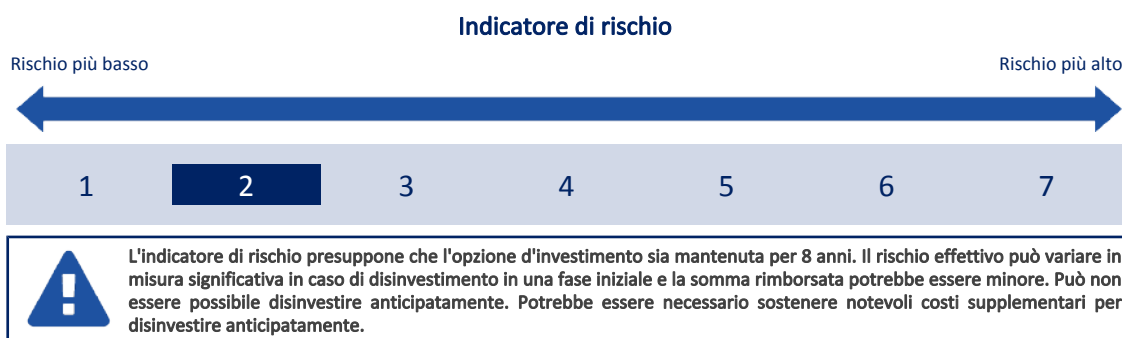 Indicatore di rischio
Rischio più basso
Rischio più alto
1 2 3 4 5 6 7
L'indicatore di rischio presuppone che l'opzione d'investimento sia mantenuta per 8 anni. Il rischio effettivo può variare in
misura significativa in caso di disinvestimento in una fase iniziale e la somma rimborsata potrebbe essere minore. Può non
essere possibile disinvestire anticipatamente. Potrebbe essere necessario sostenere notevoli costi supplementari per
disinvestire anticipatamente.